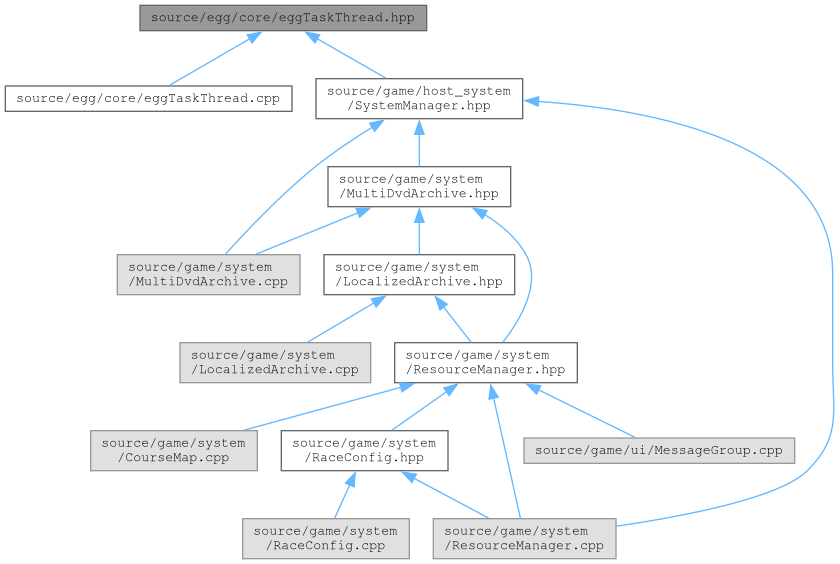 source/egg/core/eggTaskThread.hpp
source/egg/core/eggTaskThread.cpp
source/game/host_system
/SystemManager.hpp
source/game/system
/MultiDvdArchive.hpp
source/game/system
/MultiDvdArchive.cpp
source/game/system
/LocalizedArchive.hpp
source/game/system
/LocalizedArchive.cpp
source/game/system
/ResourceManager.hpp
source/game/system
/CourseMap.cpp
source/game/system
/RaceConfig.hpp
source/game/ui/MessageGroup.cpp
source/game/system
/RaceConfig.cpp
source/game/system
/ResourceManager.cpp